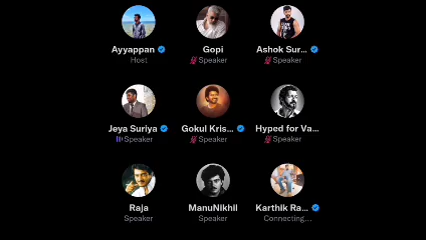 Ayyappan Gopi Ashok Sur...
Host Speaker Speaker
Jeya Suriya Gokul Kris... Hyped for Va...
Speaker Speaker Speaker
Raja ManuNikhil Karthik Ra...
Speaker Speaker Connecting...